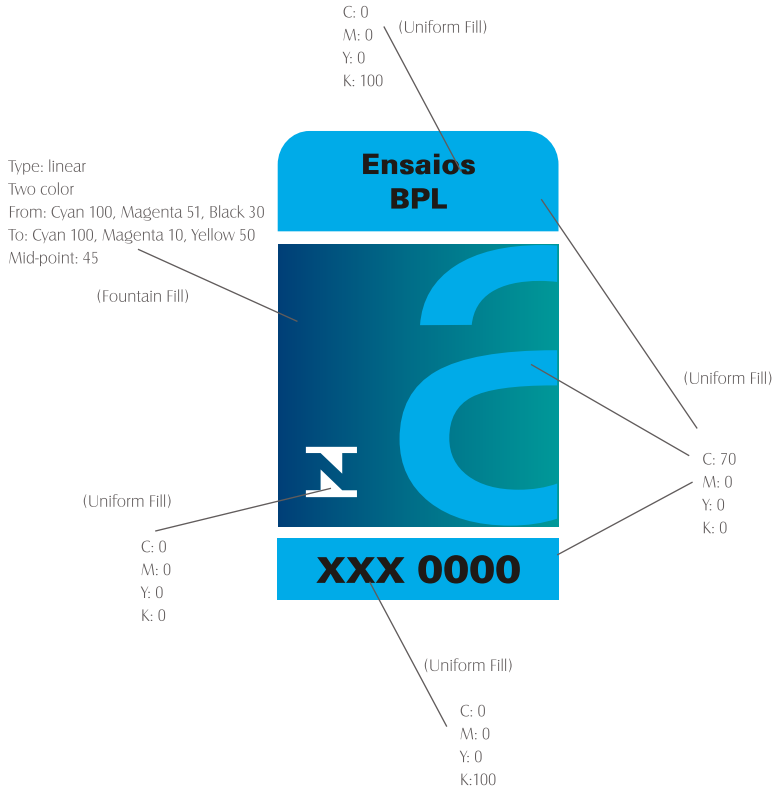 C: 0
(Uniform Fill)
M: 0
Y: 0
K: 100
Ensaios
BPL
Type: linear
Two color
From: Cyan 100, Magenta 51, Black 30
To: Cyan 100, Magenta 10, Yellow 50
Mid-point: 45
(Fountain Fill)
a
(Uniform Fill)
C: 70
M: 0
Y: 0
K: 0
(Uniform Fill)
C: 0
M: 0
Y: 0
K: 0
XXX 0000
(Uniform Fill)
C: 0
M: 0
Y: 0
K:100